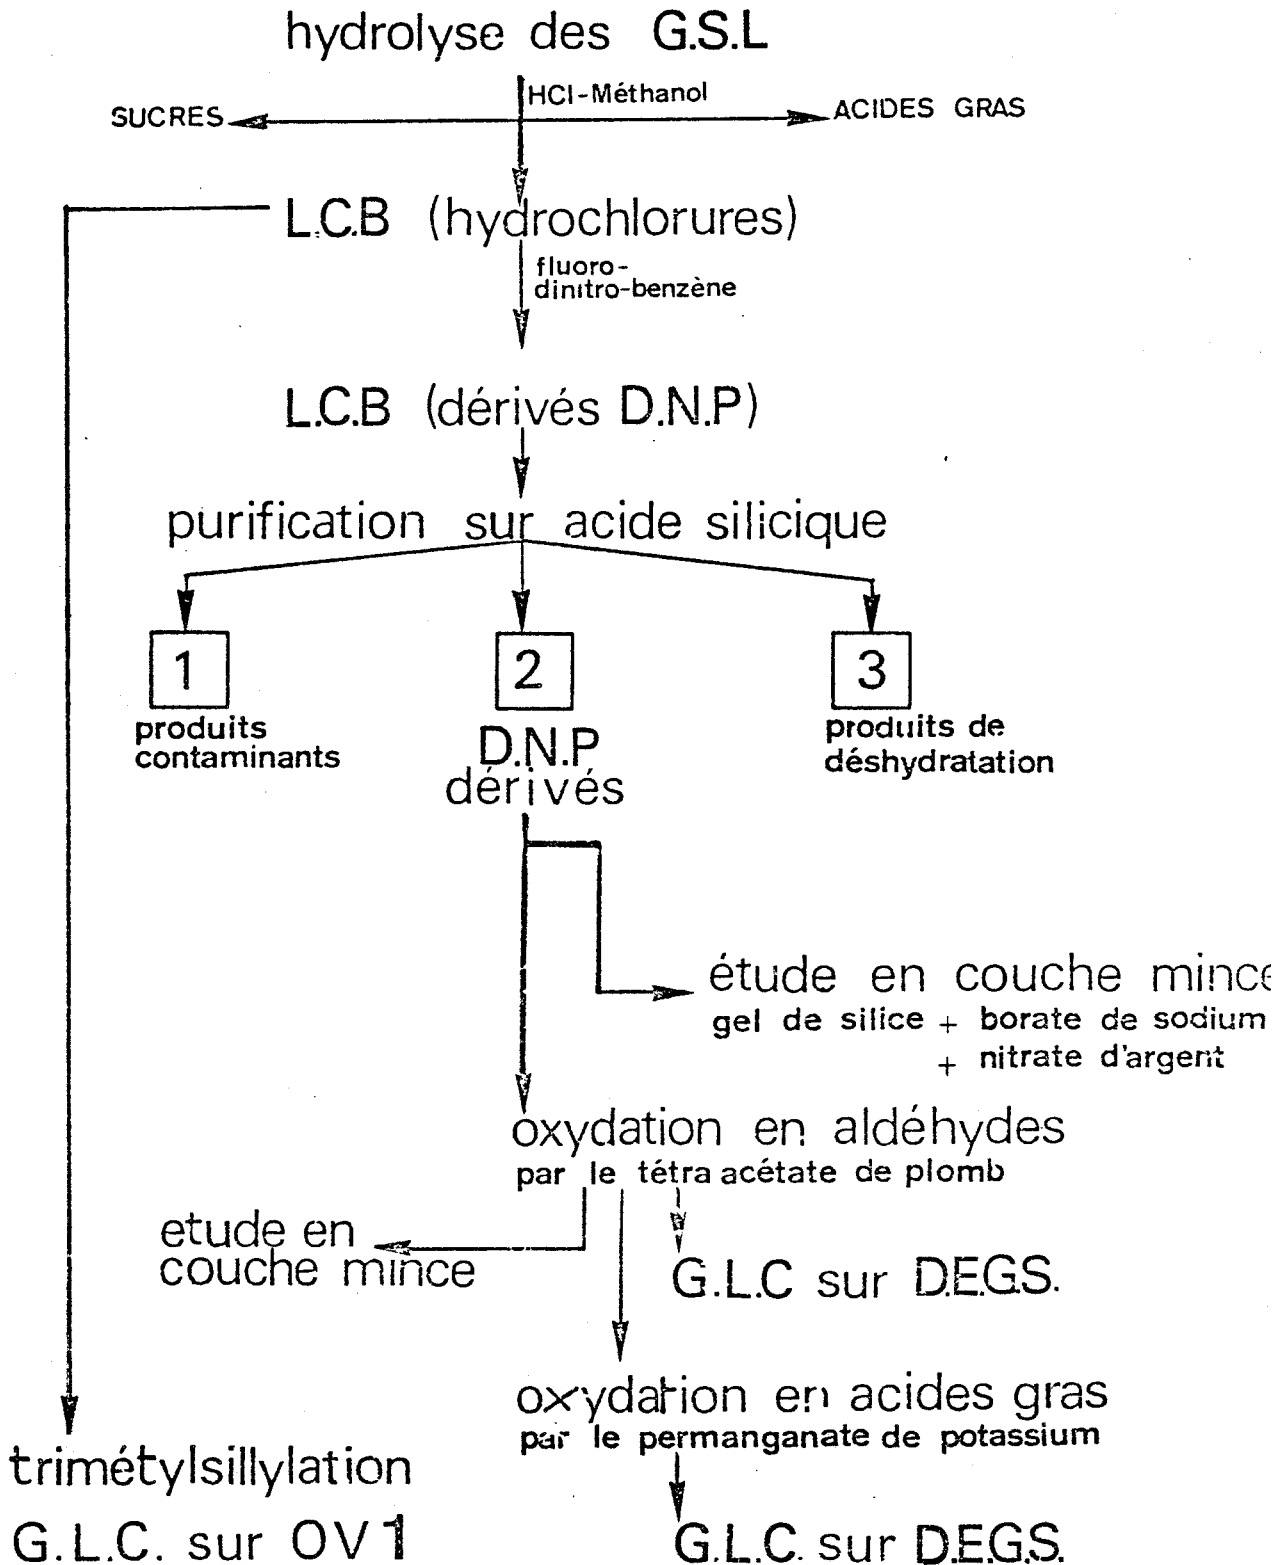 hydrolyse des G.S.L
HCl-Méthanol
SUCRES
ACIDES GRAS
L.C.B (hydrochlorures)
fluoro-
dinitro-benzène
L.C.B (dérivés D.N.P)
purification sur acide silicique
1
2
3
produits
contaminants
D.N.P
dérivés
produits de
déshydratation
étude en couche mince
gel de silice + borate de sodium
+ nitrate d'argent
oxydation en aldéhydes
par le tétra acétate de plomb
etude en
couche mince
G.L.C sur D.E.G.S.
oxydation en acides gras
par le permanganate de potassium
trimétylsillylation
G.L.C. sur OV1
G.L.C. sur D.E.G.S.